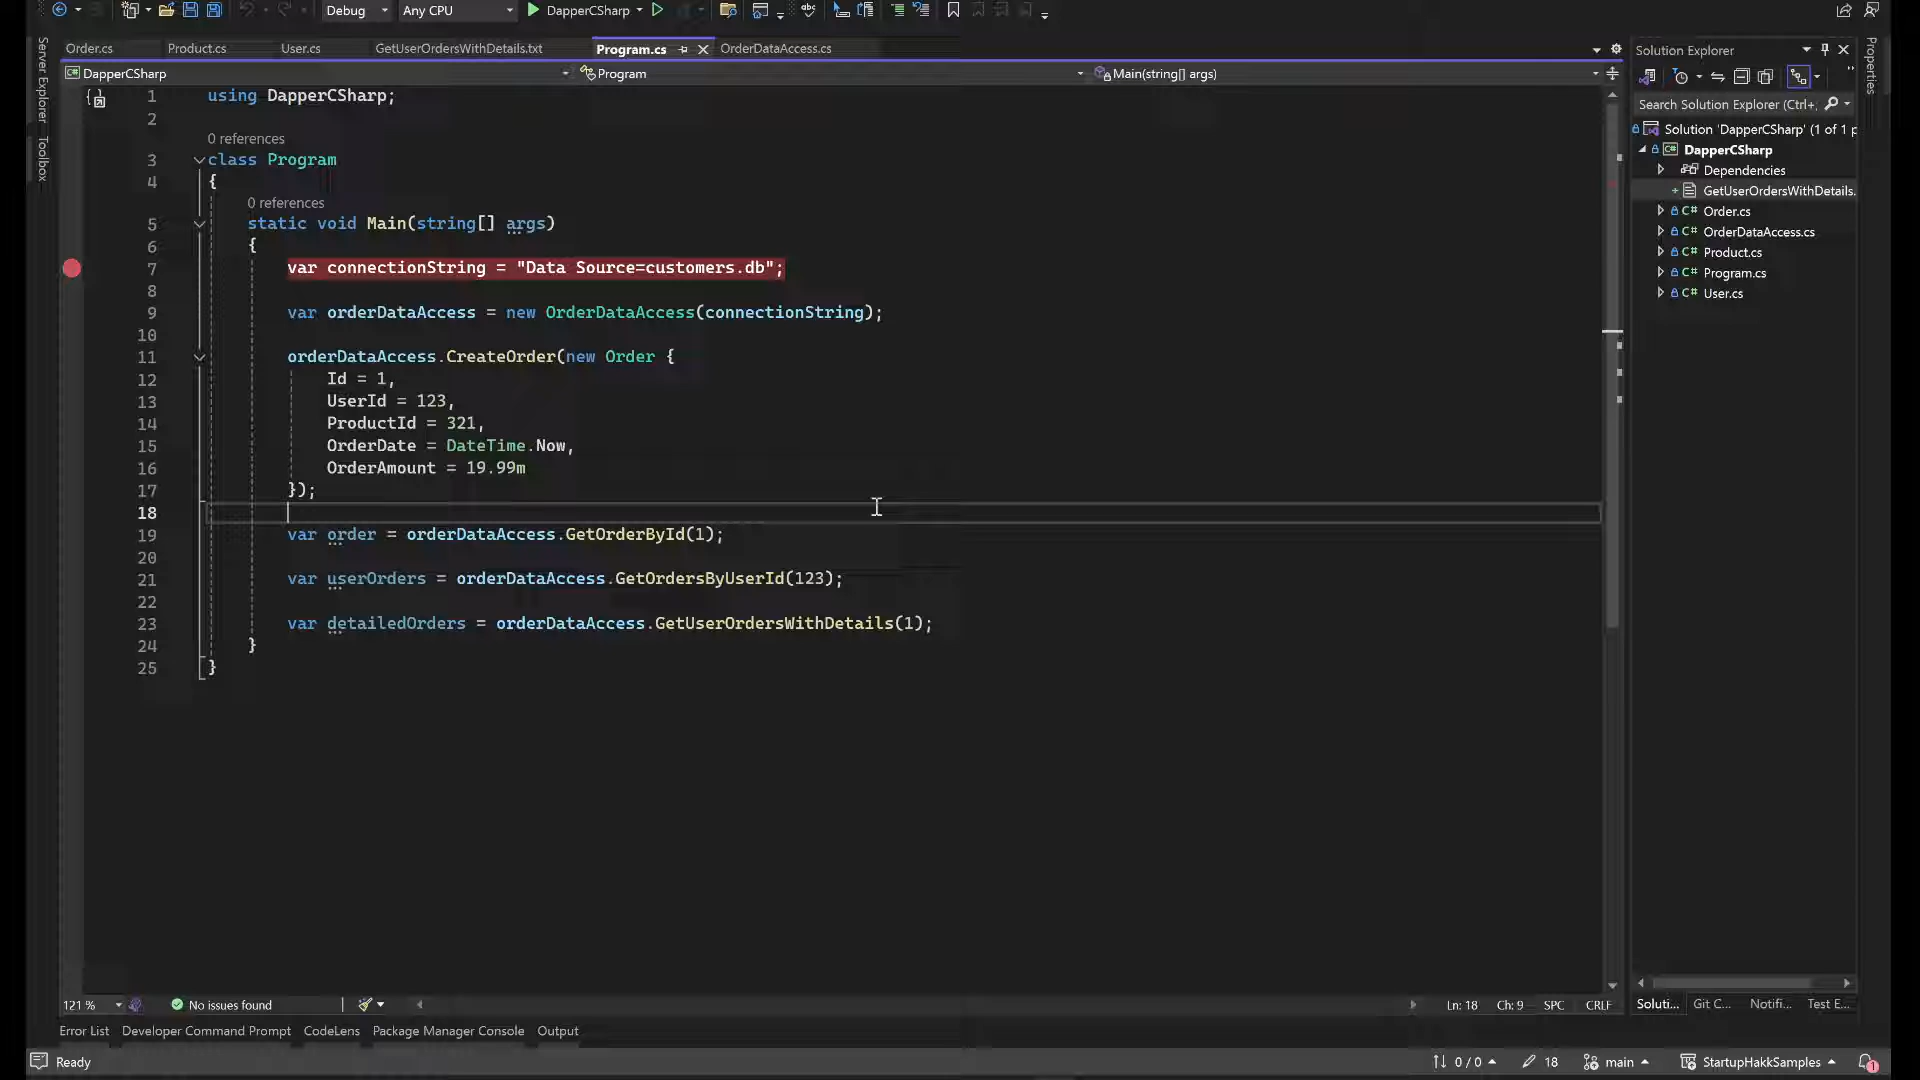 Debug
Any CPU
DapperCSharp
Order.cs
Product.cs
User.cs
GetUserOrdersWithDetails.txt
Program.cs
OrderDataAccess.cs
DapperCSharp
Program
Main(string[] args)
Server Explorer
Toolbox
1 using DapperCSharp;
2
0 references
3 class Program
4 {
0 references
5 static void Main(string[] args)
6 {
7 var connectionString = "Data Source=customers.db";
8
9 var orderDataAccess = new OrderDataAccess(connectionString);
10
11 orderDataAccess.CreateOrder(new Order {
12 Id = 1,
13 UserId = 123,
14 ProductId = 321,
15 OrderDate = DateTime.Now,
16 OrderAmount = 19.99m
17 });
18
19 var order = orderDataAccess.GetOrderById(1);
20
21 var userOrders = orderDataAccess.GetOrdersByUserId(123);
22
23 var detailedOrders = orderDataAccess.GetUserOrdersWithDetails(1);
24 }
25 }
Solution Explorer
Search Solution Explorer (Ctrl+;
Solution 'DapperCSharp' (1 of 1 p
DapperCSharp
Dependencies
GetUserOrdersWithDetails.
C# Order.cs
C# OrderDataAccess.cs
C# Product.cs
C# Program.cs
C# User.cs
Properties
121 %
No issues found
Ln: 18
Ch: 9
SPC
CRLF
Soluti...
Git C...
Notifi...
Test E...
Error List
Developer Command Prompt
CodeLens
Package Manager Console
Output
Ready
0 / 0
18
main
StartupHakkSamples
1